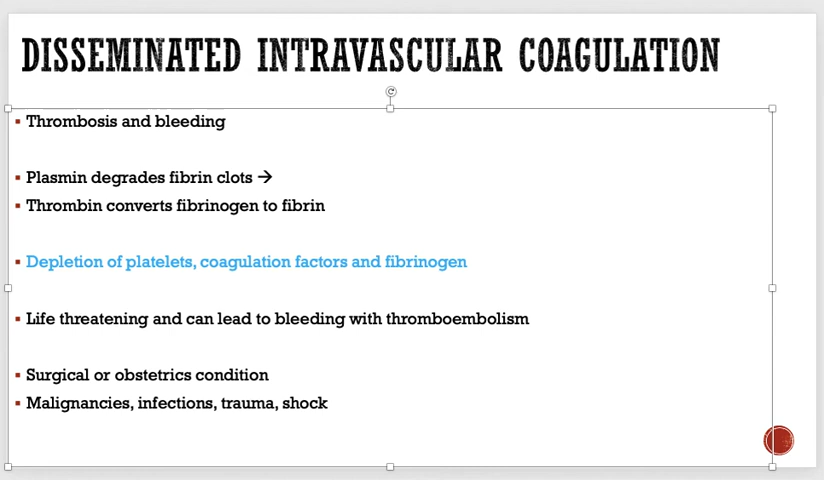 DISSEMINATED INTRAVASCULAR COAGULATION
▪ Thrombosis and bleeding
▪ Plasmin degrades fibrin clots →
▪ Thrombin converts fibrinogen to fibrin
▪ Depletion of platelets, coagulation factors and fibrinogen
▪ Life threatening and can lead to bleeding with thromboembolism
▪ Surgical or obstetrics condition
▪ Malignancies, infections, trauma, shock